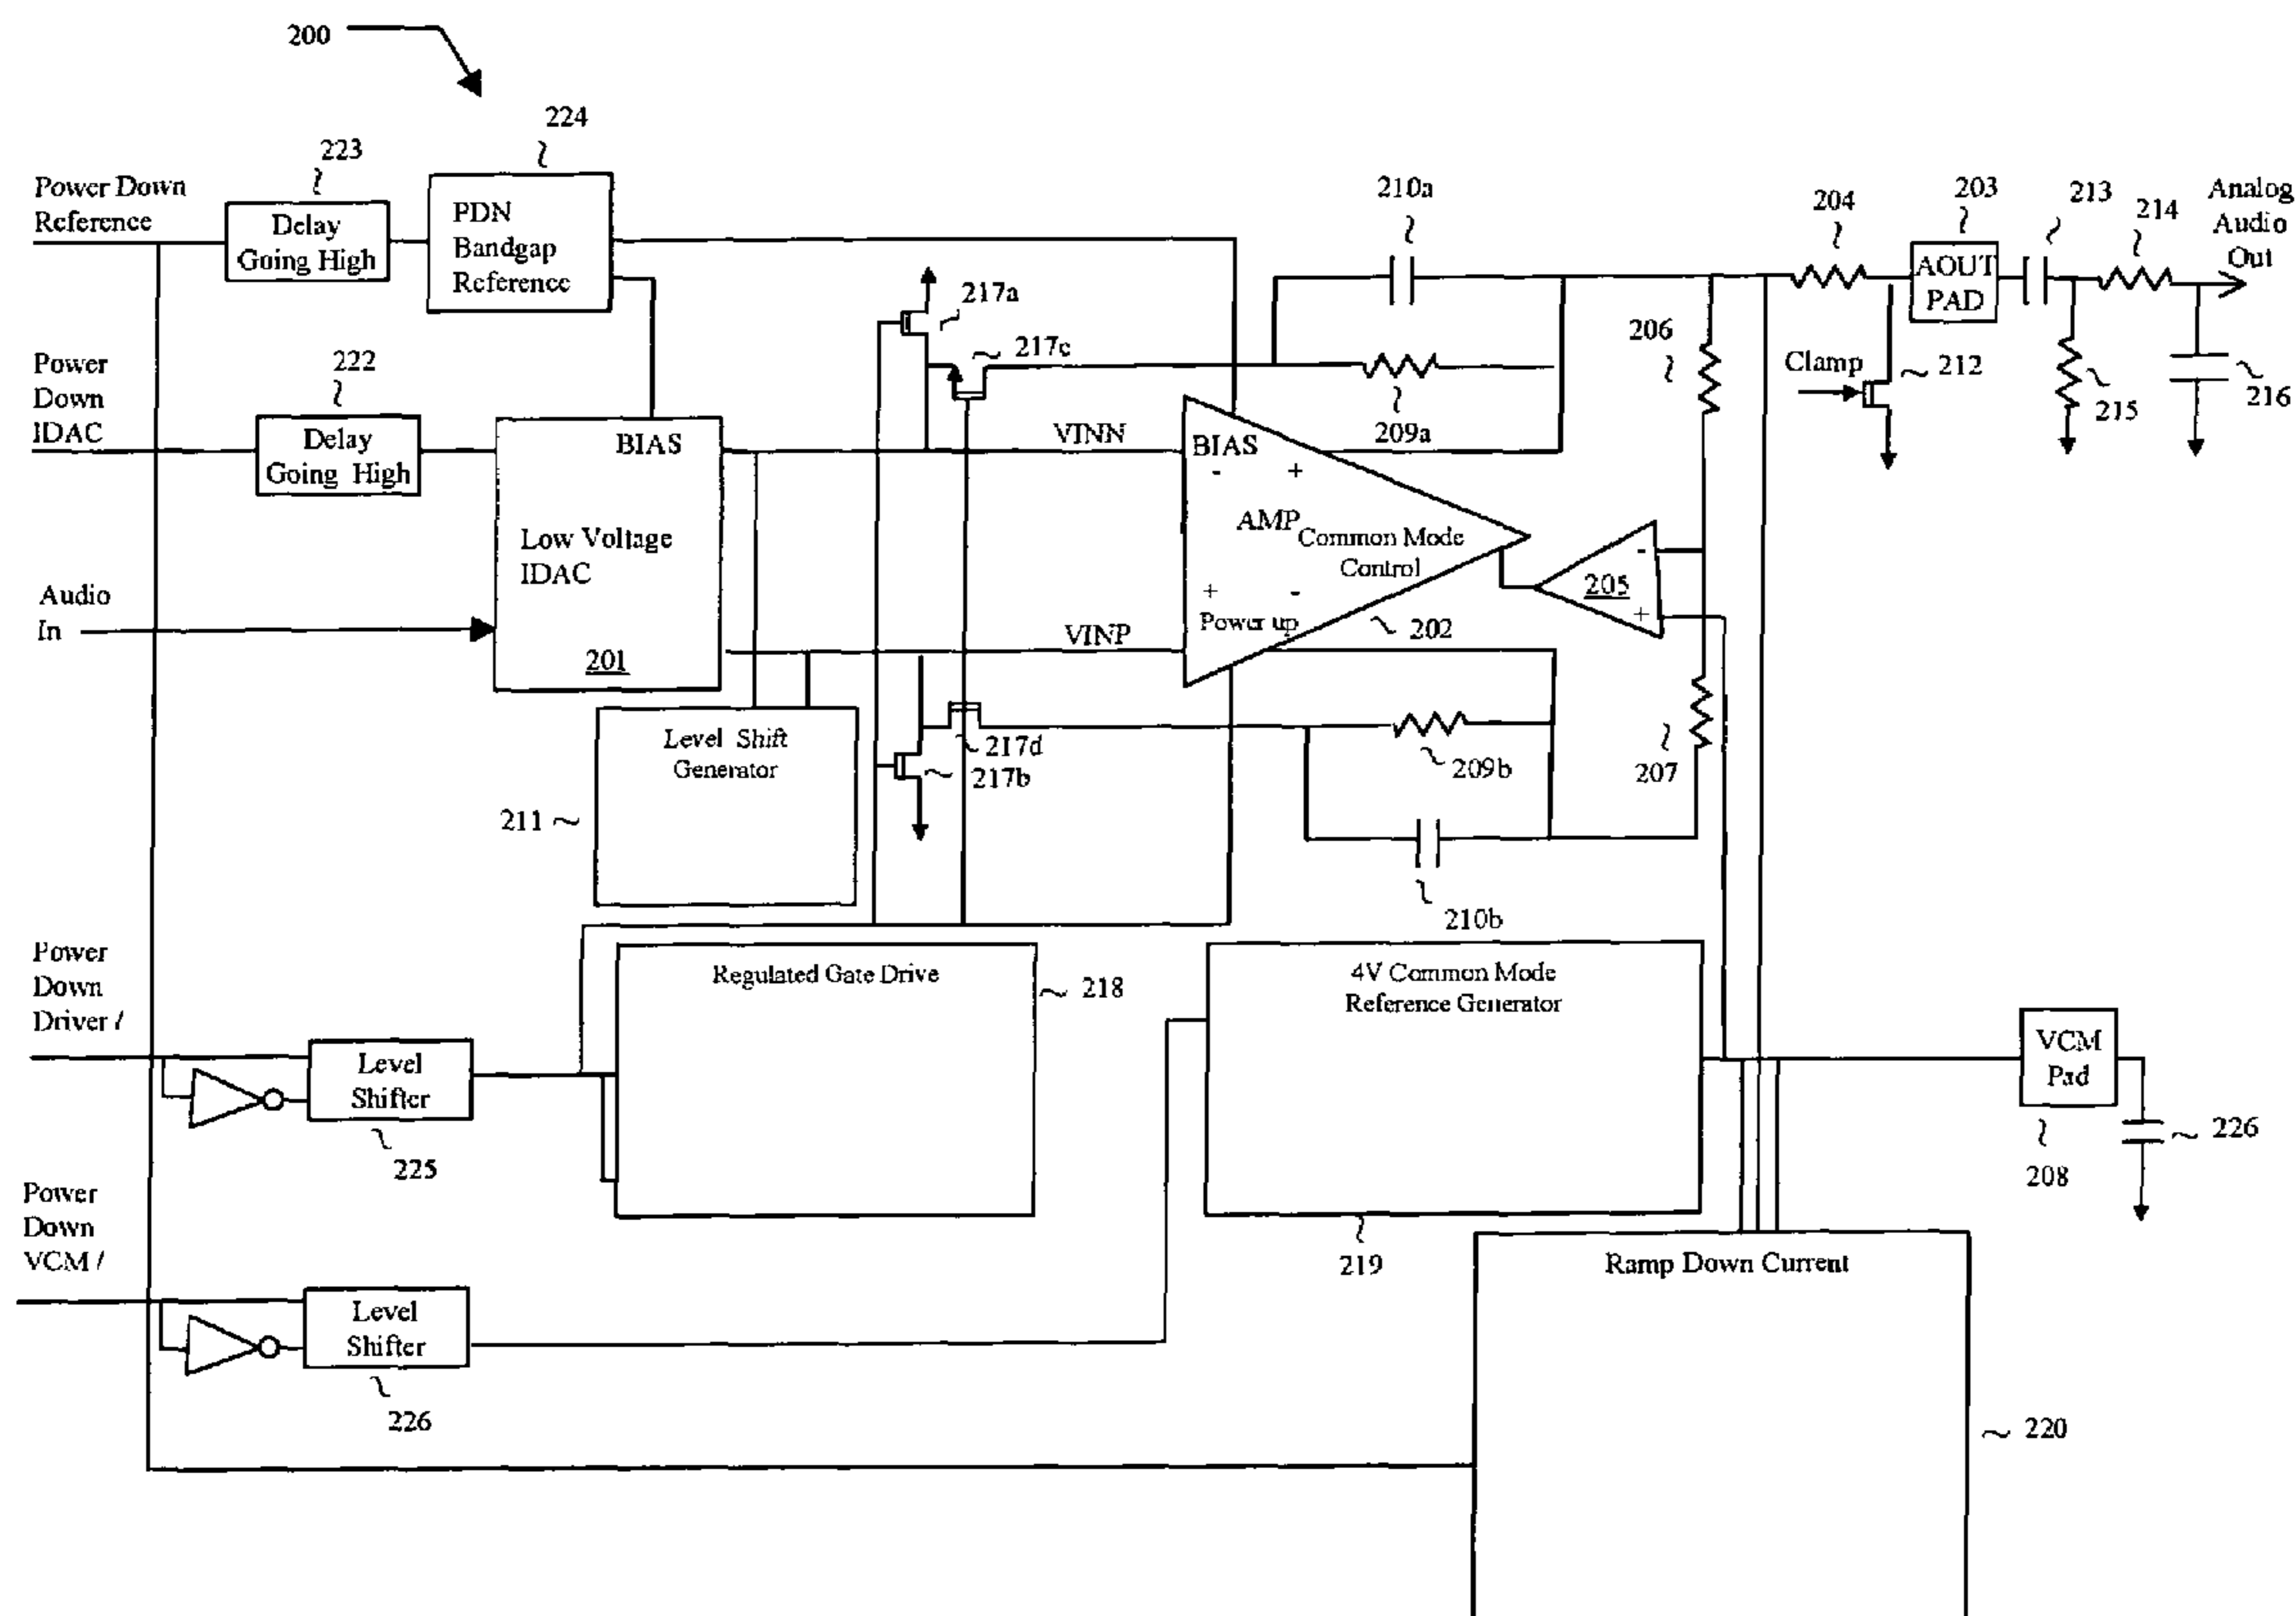 200
224
223
Power Down
Reference
Delay
Going High
PDN
Bandgap
Reference
210a
204
203
213
214
Analog
Audio
Out
AOUT
PAD
217a
217c
206
Clamp
212
215
216
Power
Down
IDAC
222
Delay
Going High
BIAS
Low Voltage
IDAC
201
VINN
209a
BIAS
- +
AMP
Common Mode
Control
+ -
Power up
202
-
205
+
Audio
In
VINP
Level Shift
Generator
211
217d
217b
209b
207
210b
Power
Down
Driver /
Regulated Gate Drive
218
4V Common Mode
Reference Generator
219
VCM
Pad
208
226
Level
Shifter
225
Power
Down
VCM /
Level
Shifter
226
Ramp Down Current
220